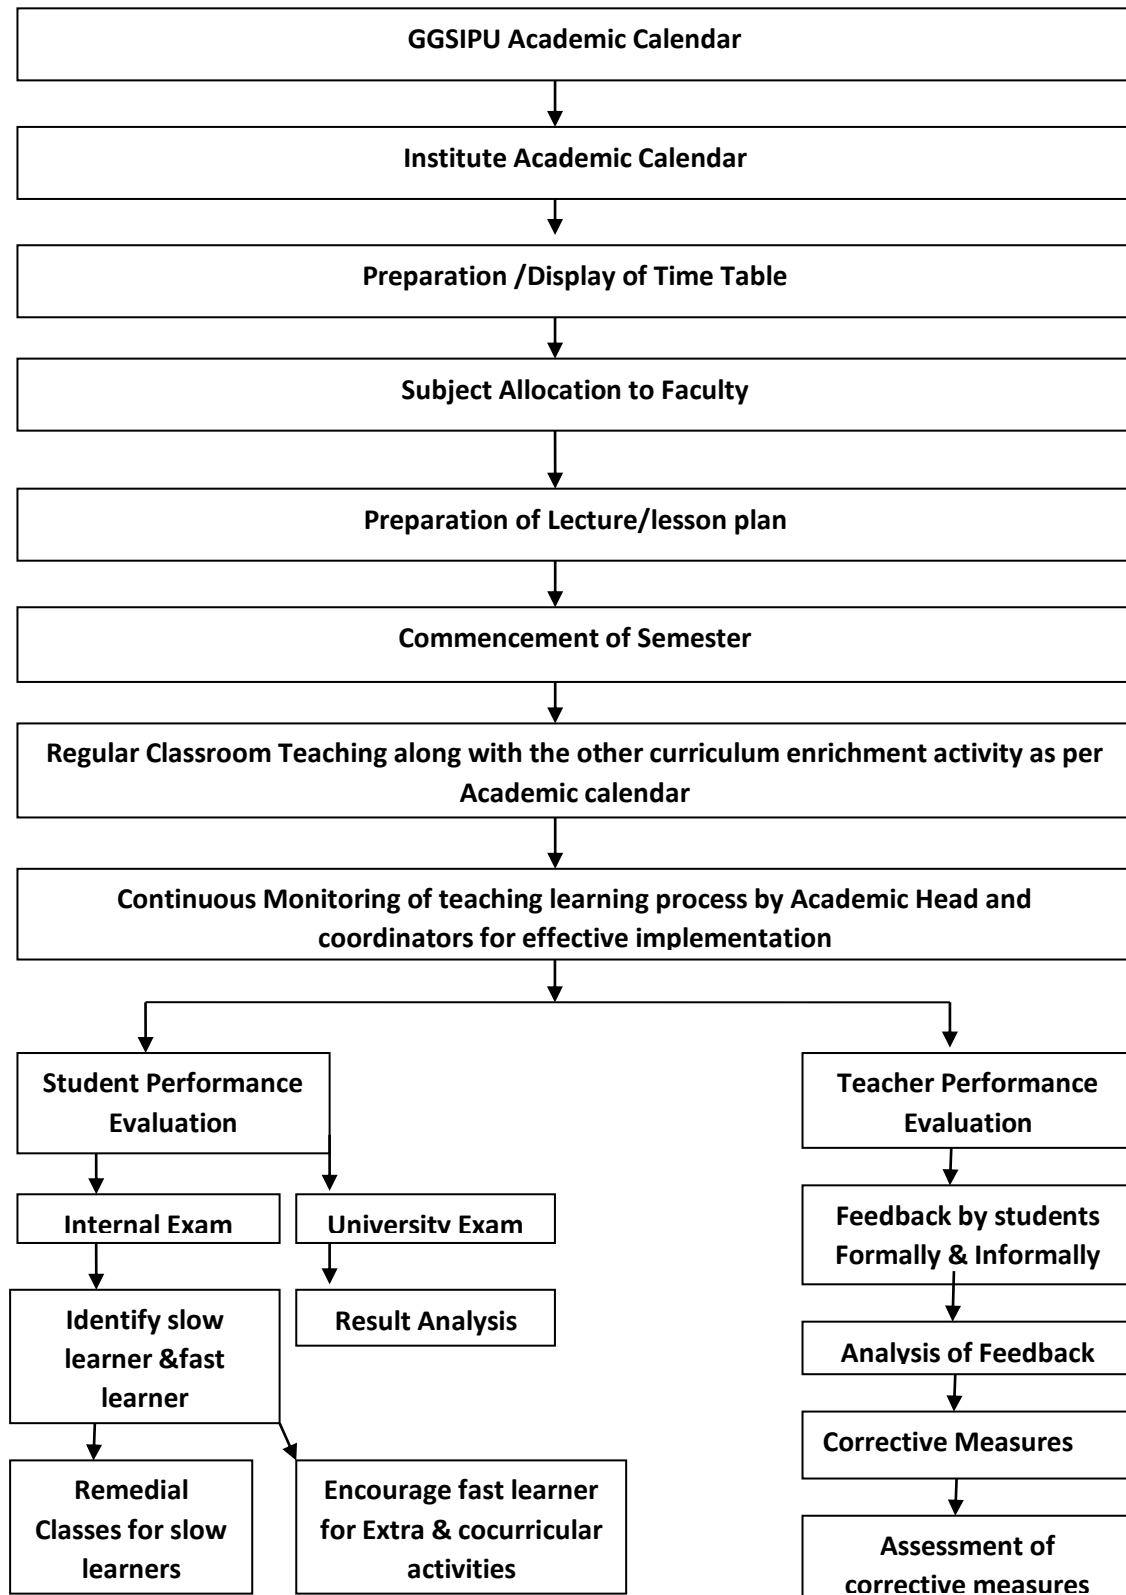 GGSIPU Academic Calendar
Institute Academic Calendar
Preparation /Display of Time Table
Subject Allocation to Faculty
Preparation of Lecture/lesson plan
Commencement of Semester
Regular Classroom Teaching along with the other curriculum enrichment activity as per
Academic calendar
Continuous Monitoring of teaching learning process by Academic Head and
coordinators for effective implementation
Student Performance
Evaluation
Teacher Performance
Evaluation
Internal Exam
University Exam
Feedback by students
Formally & Informally
Identify slow
learner &fast
learner
Result Analysis
Analysis of Feedback
Corrective Measures
Remedial
Classes for slow
learners
Encourage fast learner
for Extra & cocurricular
activities
Assessment of
corrective measures